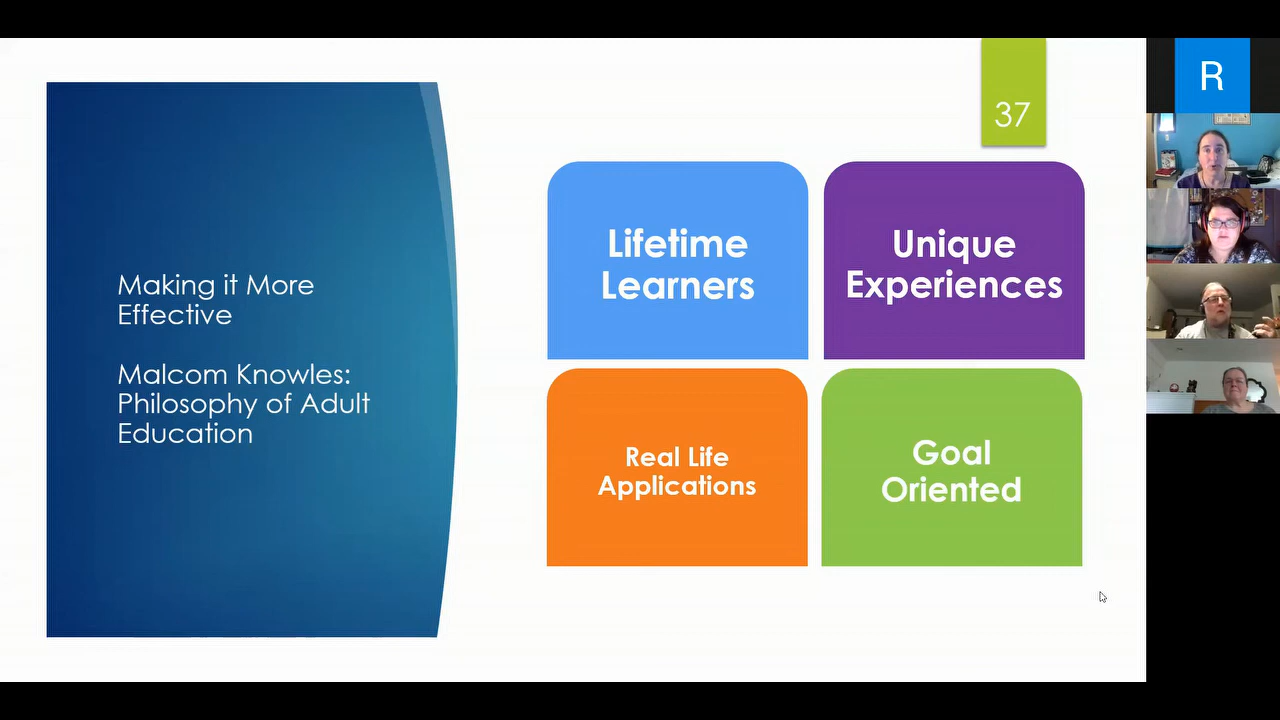 37
Making it More
Effective
Malcom Knowles:
Philosophy of Adult
Education
Lifetime
Learners
Unique
Experiences
Real Life
Applications
Goal
Oriented
R